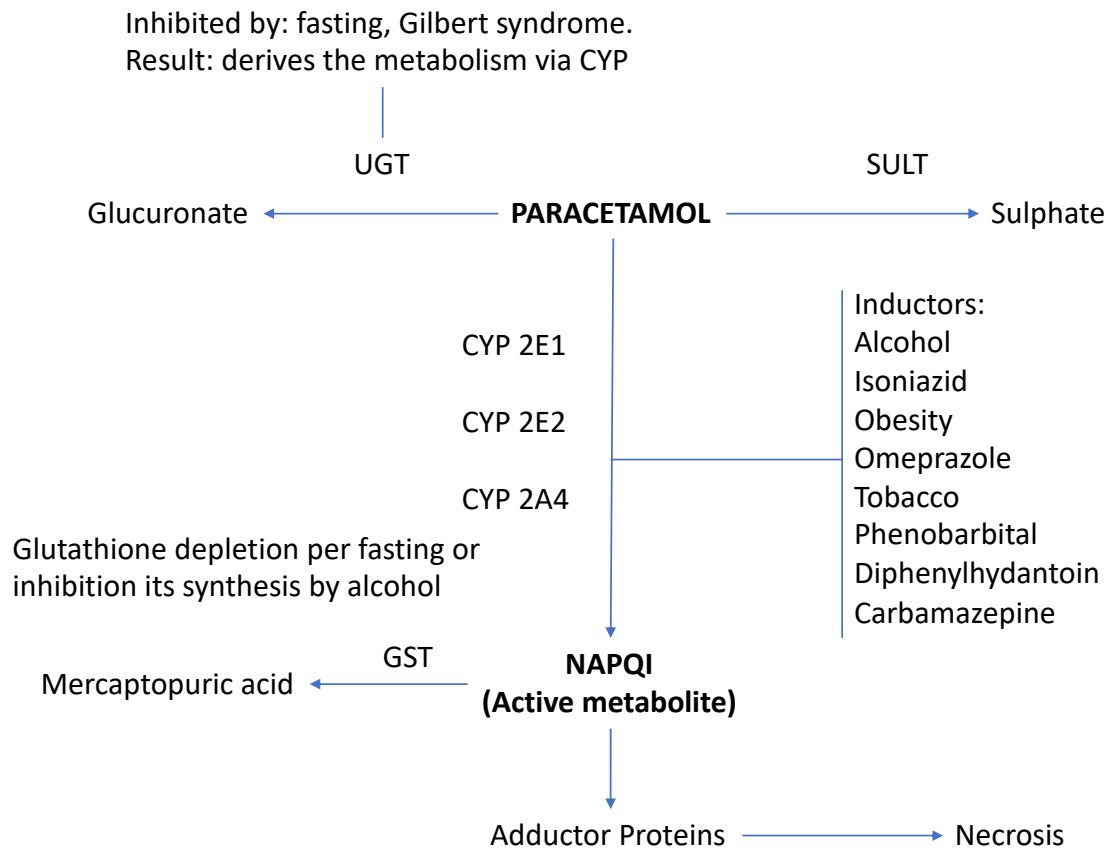 Inhibited by: fasting, Gilbert syndrome.
Result: derives the metabolism via CYP
UGT
SULT
Glucuronate
PARACETAMOL
Sulphate
CYP 2E1
CYP 2E2
CYP 2A4
Inductors:
Alcohol
Isoniazid
Obesity
Omeprazole
Tobacco
Phenobarbital
Diphenylhydantoin
Carbamazepine
Glutathione depletion per fasting or
inhibition its synthesis by alcohol
GST
Mercaptopuric acid
NAPQI
(Active metabolite)
Adductor Proteins
Necrosis